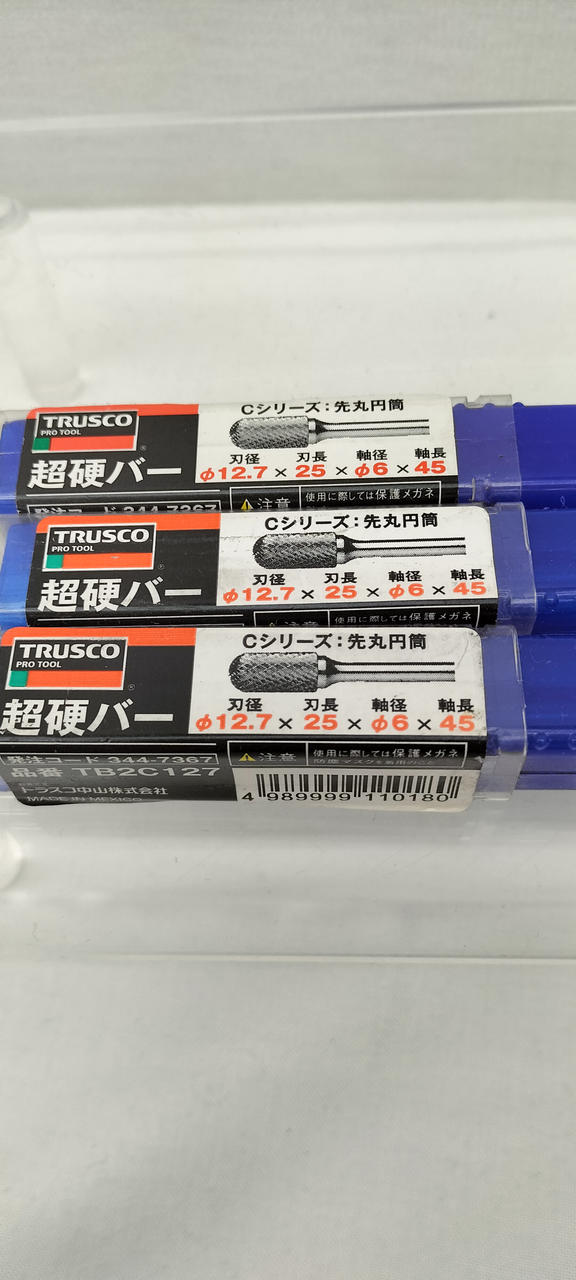 TRUSCO
PRO TOOL
超硬バー
Cシリーズ:先丸円筒
刃径 刃長 軸径 軸長
φ12.7×25×φ6×45
発注コード 344-7367
⚠注意 使用に際しては保護メガネ
TRUSCO
PRO TOOL
超硬バー
Cシリーズ:先丸円筒
刃径 刃長 軸径 軸長
φ12.7×25×φ6×45
使用に際しては保護メガネ
TRUSCO
PRO TOOL
超硬バー
Cシリーズ:先丸円筒
刃径 刃長 軸径 軸長
φ12.7×25×φ6×45
発注コード 344-7367
⚠注意 使用に際しては保護メガネ
防塵マスクを着用のこと
品番 TB2C127
トラスコ中山株式会社
MADE IN MEXICO
4 989999 110180